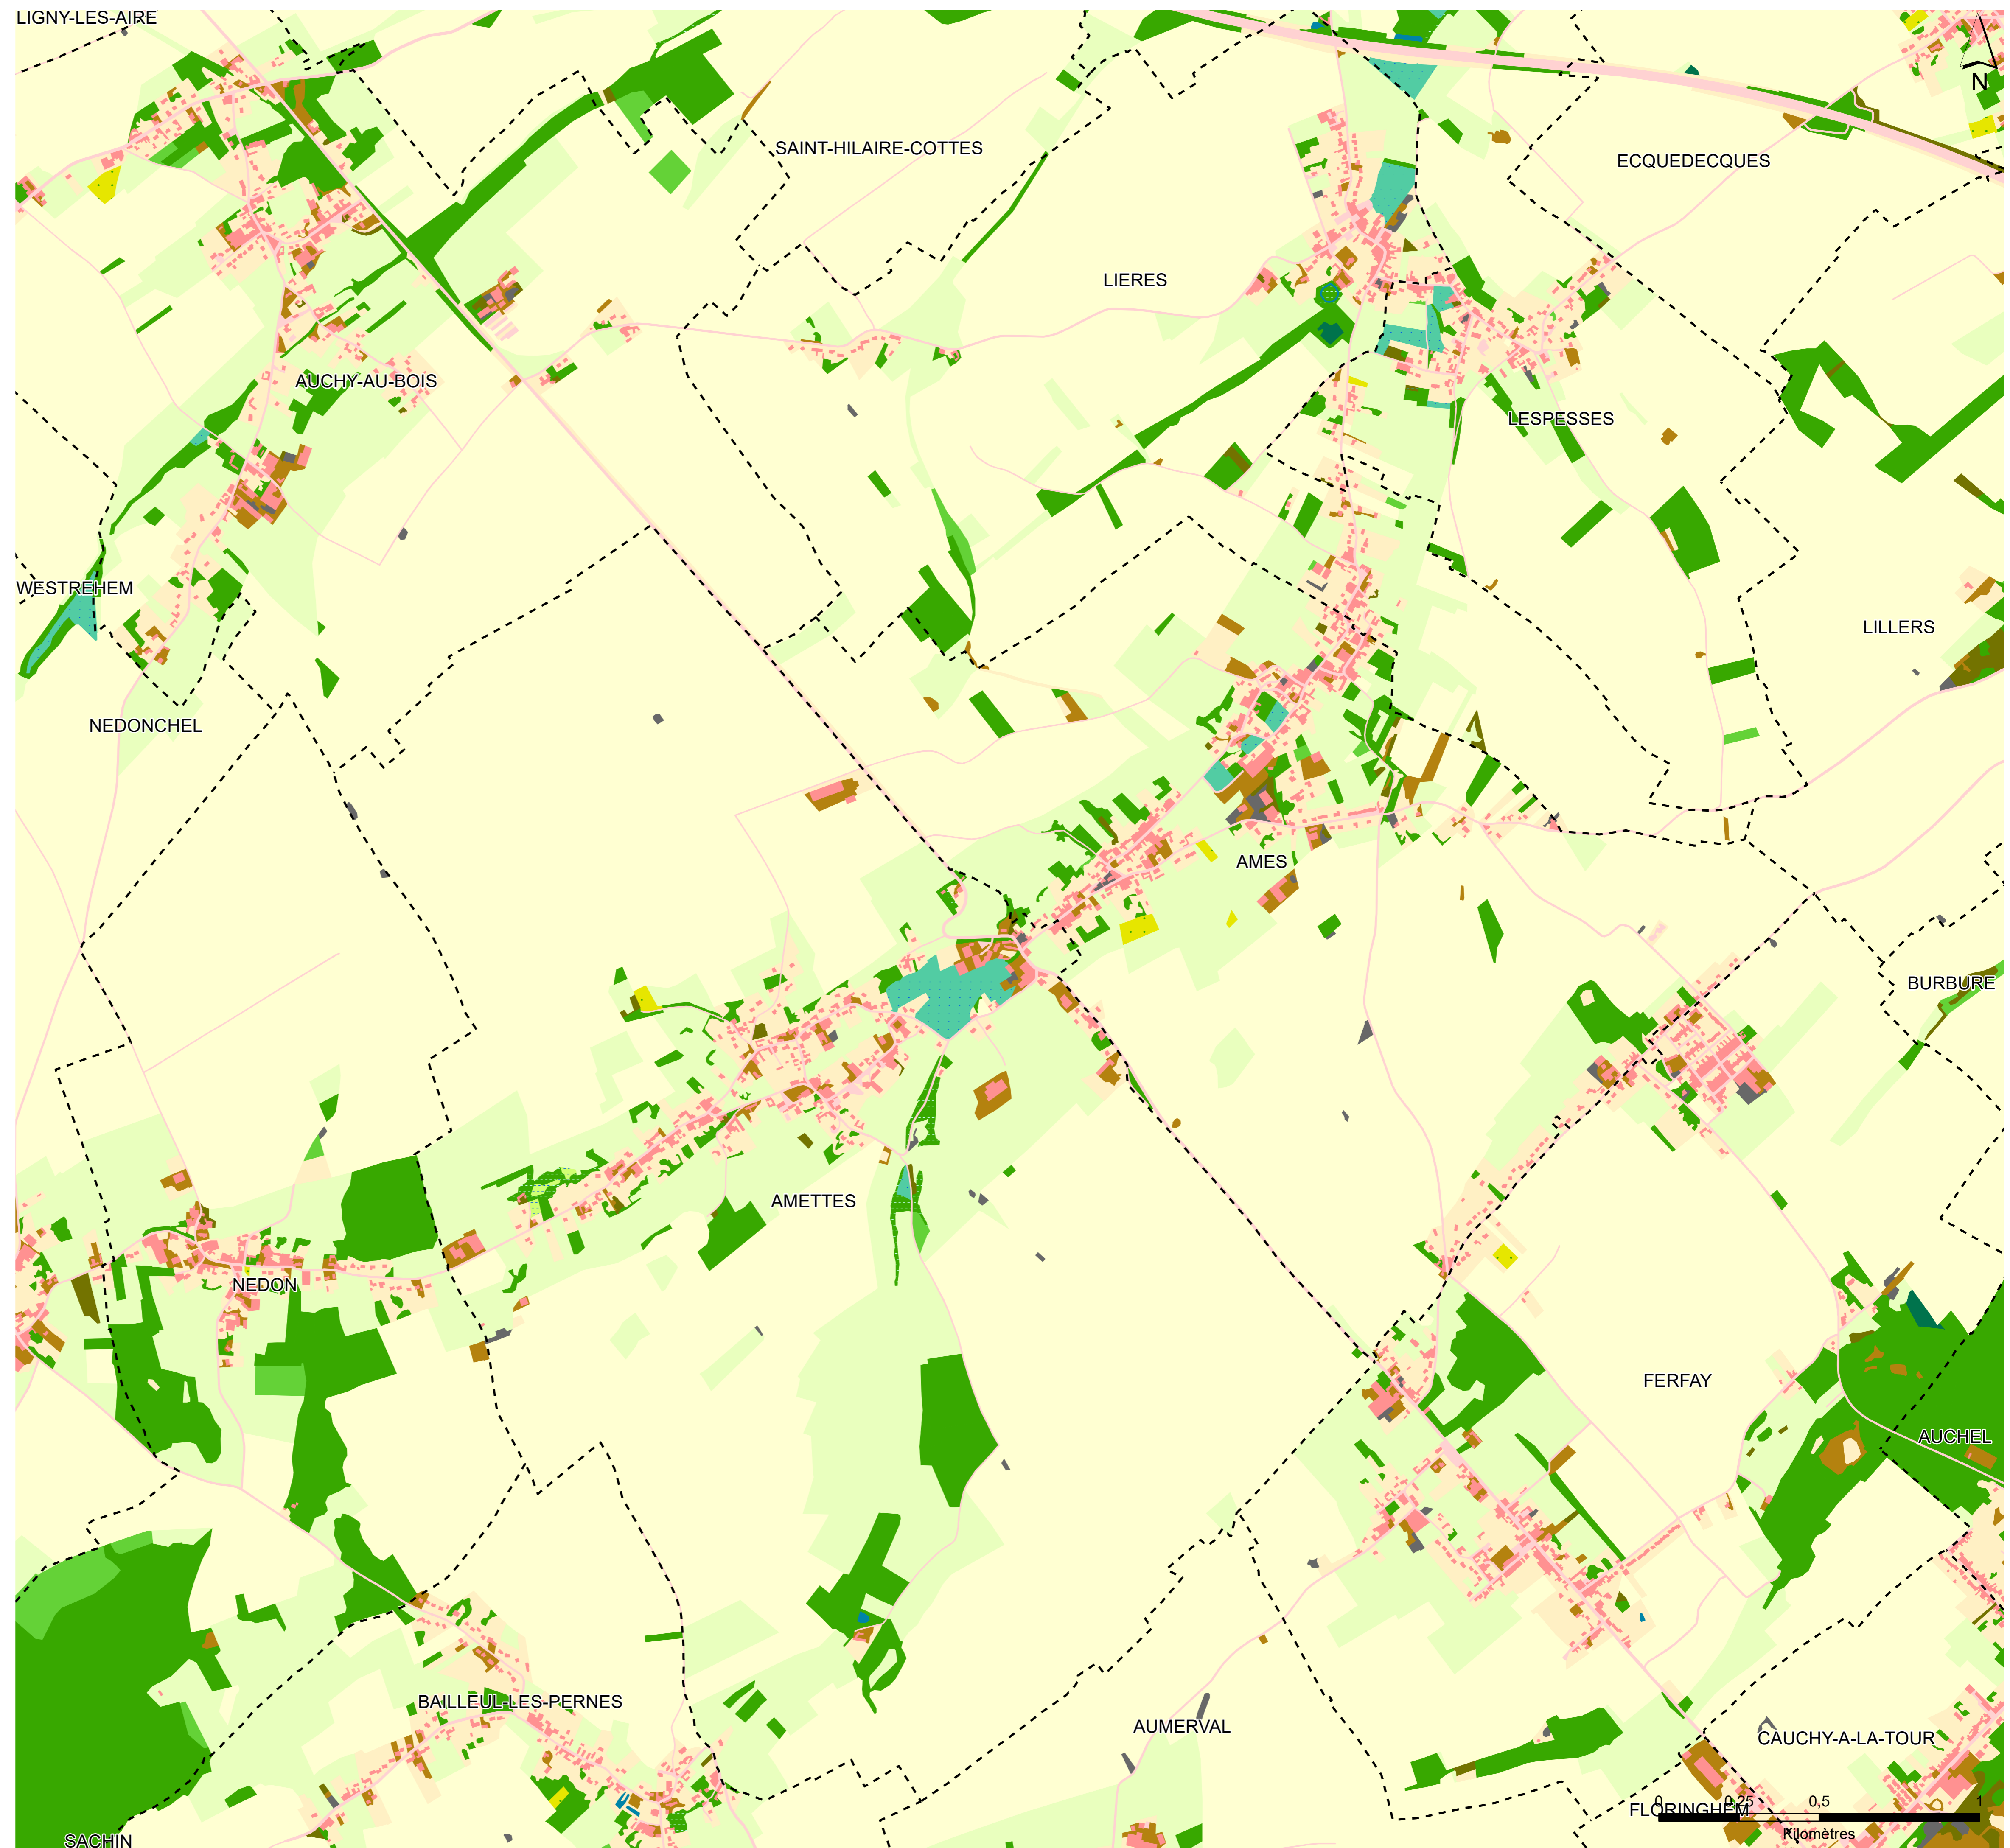 LIGNY-LES-AIRE
N
SAINT-HILAIRE-COTTES
ECQUEDECQUES
LIERES
AUCHY-AU-BOIS
LESPESSES
WESTREHEM
LILLERS
NEDONCHEL
AMES
BURBURE
AMETTES
NEDON
FERFAY
AUCHEL
BAILLEUL-LES-PERNES
AUMERVAL
CAUCHY-A-LA-TOUR
FLORINGHEM
0 0,25 0,5 1
Kilomètres
SACHIN